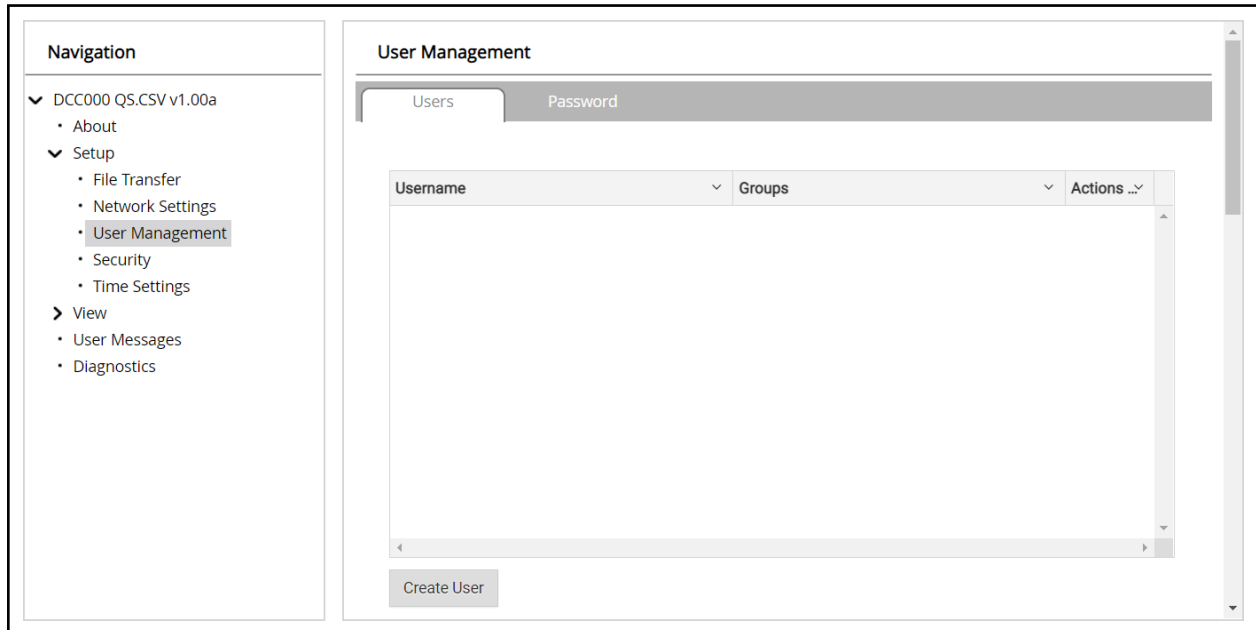 Navigation
DCC000 QS.CSV v1.00a
About
Setup
File Transfer
Network Settings
User Management
Security
Time Settings
View
User Messages
Diagnostics
User Management
Users Password
Username Groups Actions ...
Create User